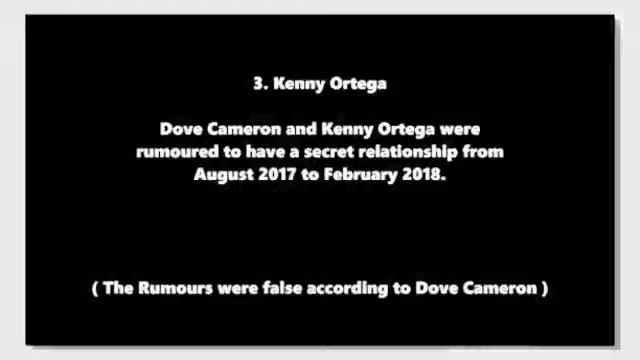 3. Kenny Ortega
Dove Cameron and Kenny Ortega were
rumoured to have a secret relationship from
August 2017 to February 2018.
( The Rumours were false according to Dove Cameron )